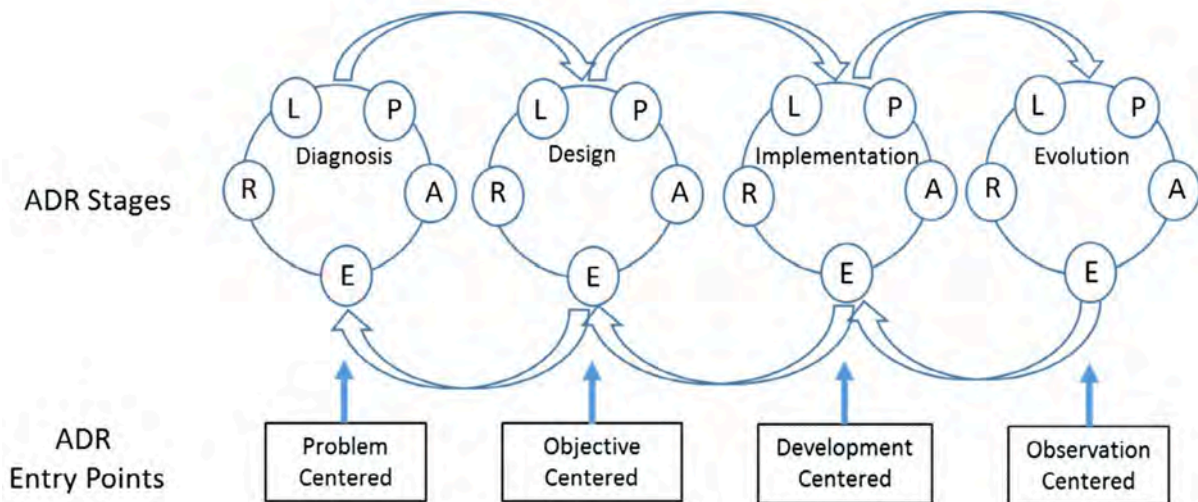 L P
Diagnosis
R A
E
L P
Design
R A
E
L P
Implementation
R A
E
L P
Evolution
R A
E
ADR Stages
ADR
Entry Points
Problem
Centered
Objective
Centered
Development
Centered
Observation
Centered